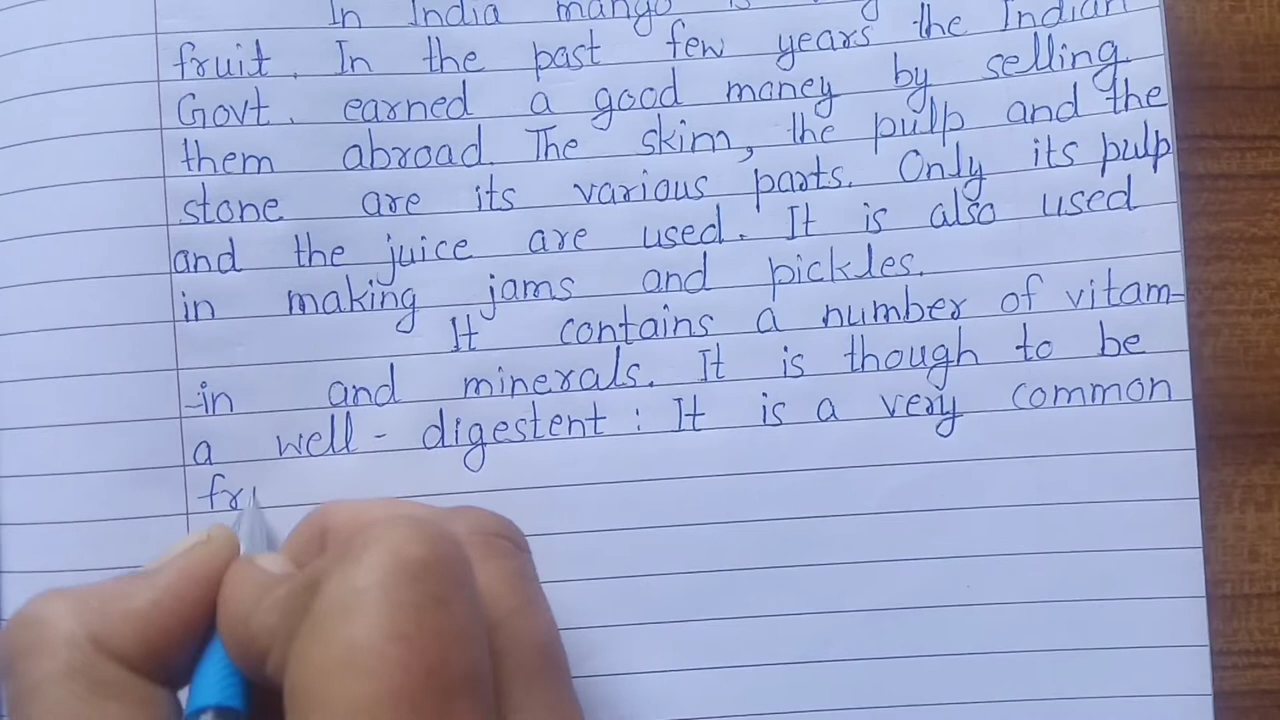 In India mango is
fruit. In the past few years the Indian
Govt. earned a good money by selling
them abroad. The skin, the pulp and the
stone are its various parts. Only its pulp
and the juice are used. It is also used
in making jams and pickles.
It contains a number of vitam-
-in and minerals. It is though to be
a well-digestent: It is a very common